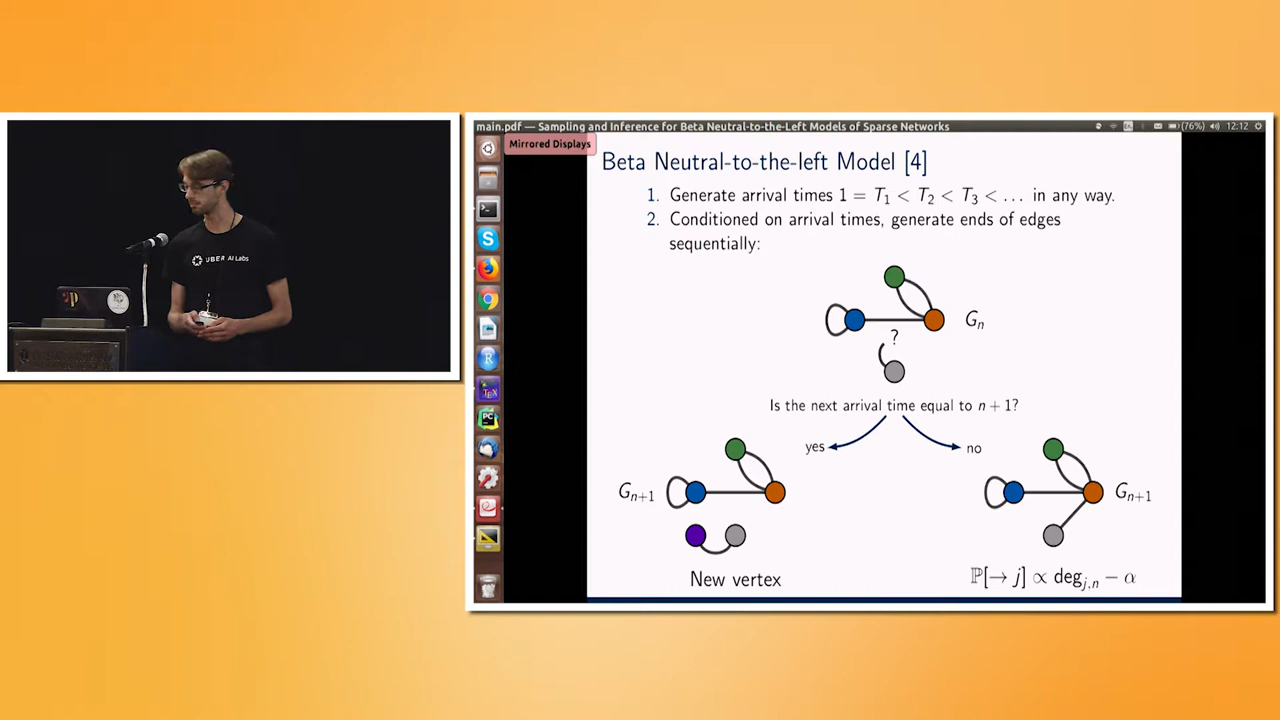 UBER AI Labs
main.pdf — Sampling and Inference for Beta Neutral-to-the-Left Models of Sparse Networks
(76%) 12:12
Mirrored Displays
Beta Neutral-to-the-left Model [4]
1. Generate arrival times 1 = T₁ < T₂ < T₃ < … in any way.
2. Conditioned on arrival times, generate ends of edges
sequentially:
Gₙ
?
Is the next arrival time equal to n + 1?
yes
no
Gₙ₊₁
Gₙ₊₁
New vertex
ℙ[→ j] ∝ deg_{j,n} − α